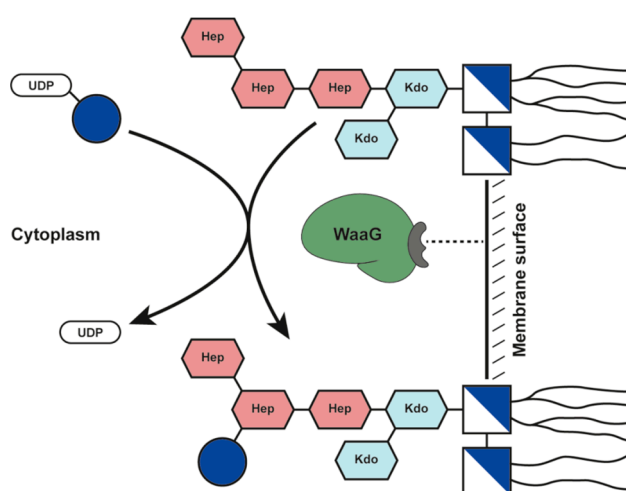 Hep
UDP
Hep
Hep
Kdo
Kdo
Cytoplasm
WaaG
Membrane surface
UDP
Hep
Hep
Hep
Kdo
Kdo